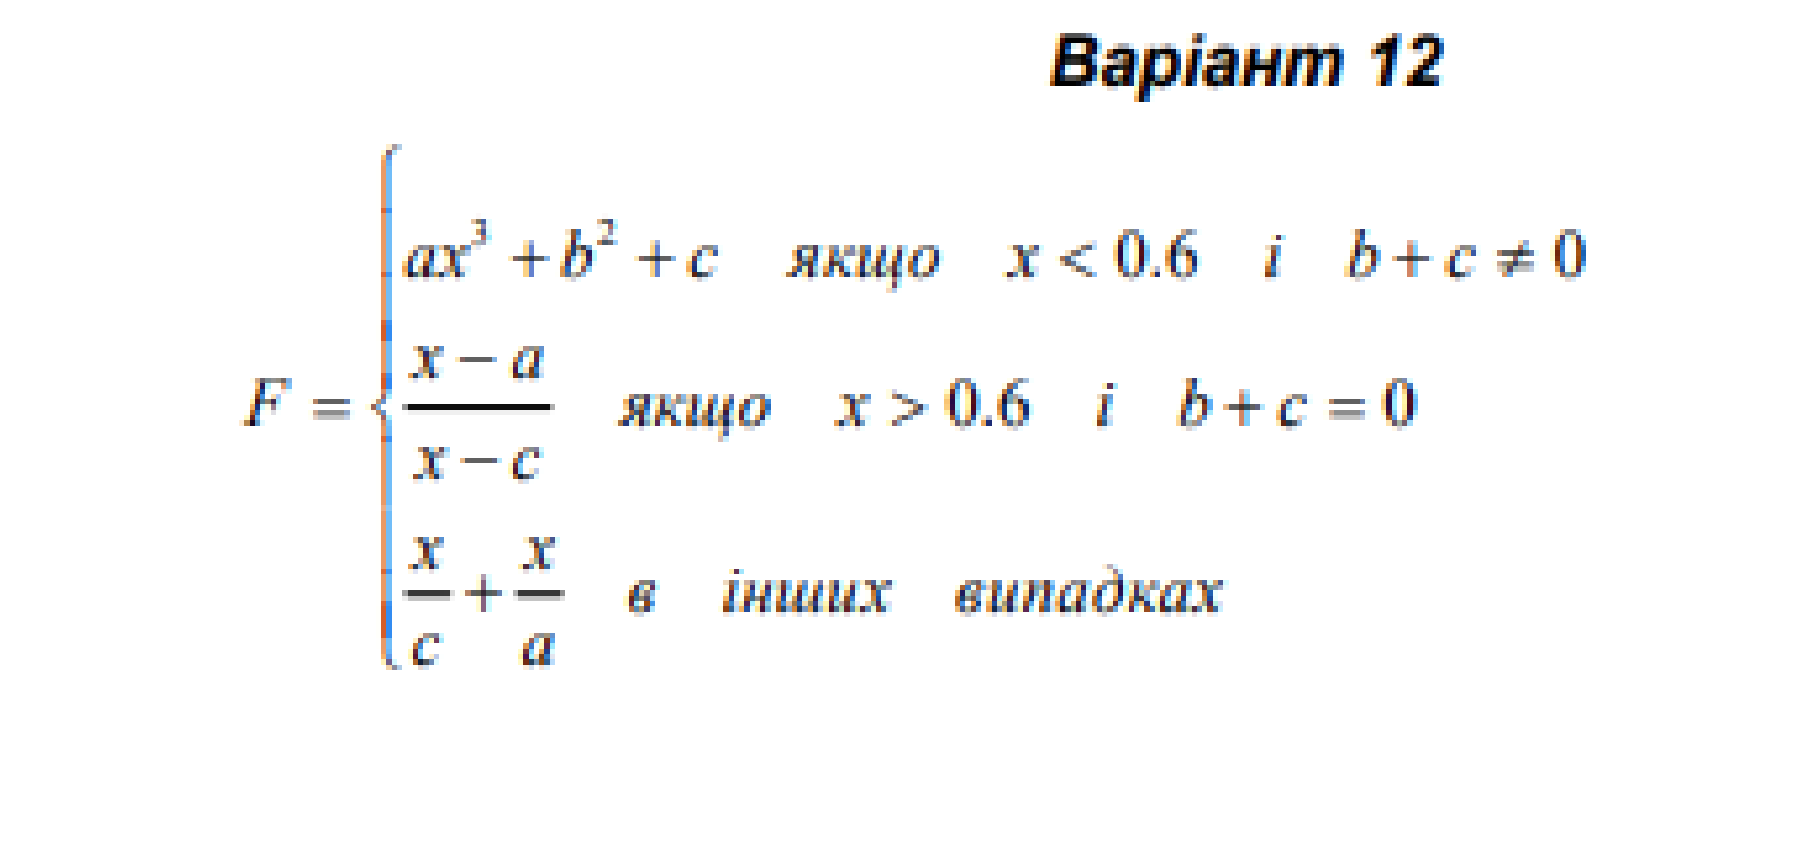 Варіант 12
ax³ + b² + c якщо x < 0.6 і b + c ≠ 0
F = { (x − a)/(x − c) якщо x > 0.6 і b + c = 0
x/c + x/a в інших випадках